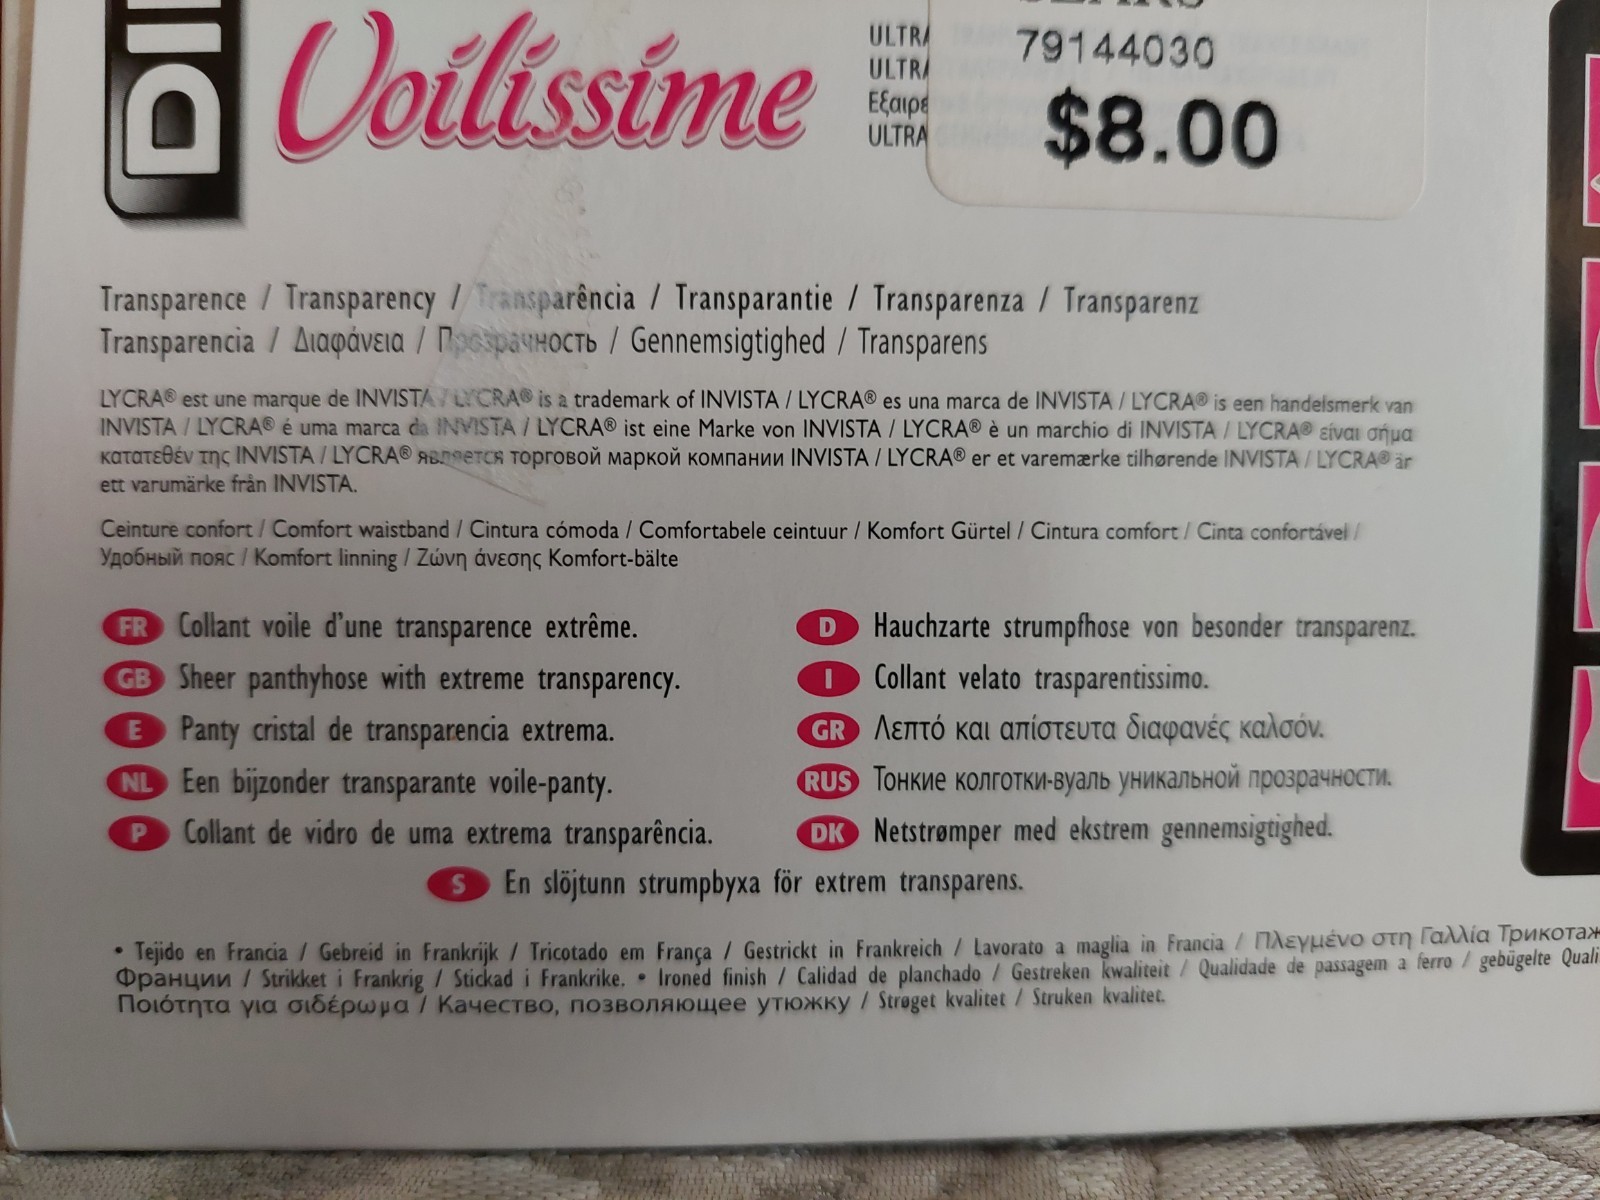 DI
Voilissime
79144030
$8.00
Transparence / Transparency / Transparência / Transparantie / Transparenza / Transparenz
Transparencia / Διαφάνεια / Прозрачность / Gennemsigtighed / Transparens
LYCRA® est une marque de INVISTA / LYCRA® is a trademark of INVISTA / LYCRA® es una marca de INVISTA / LYCRA® is een handelsmerk van
INVISTA / LYCRA® é uma marca da INVISTA / LYCRA® ist eine Marke von INVISTA / LYCRA® è un marchio di INVISTA / LYCRA® είναι σήμα
κατατεθέν της INVISTA / LYCRA® является торговой маркой компании INVISTA / LYCRA® er et varemærke tilhørende INVISTA / LYCRA® är
ett varumärke från INVISTA.
Ceinture confort / Comfort waistband / Cintura cómoda / Comfortabele ceintuur / Komfort Gürtel / Cintura comfort / Cinta confortável /
Удобный пояс / Komfort linning / Ζώνη άνεσης Komfort-bälte
FR Collant voile d'une transparence extrême.
GB Sheer panthyhose with extreme transparency.
E Panty cristal de transparencia extrema.
NL Een bijzonder transparante voile-panty.
P Collant de vidro de uma extrema transparência.
D Hauchzarte strumpfhose von besonder transparenz.
I Collant velato trasparentissimo.
GR Λεπτό και απίστευτα διαφανές καλσόν.
RUS Тонкие колготки-вуаль уникальной прозрачности.
DK Netstrømper med ekstrem gennemsigtighed.
S En slöjtunn strumpbyxa för extrem transparens.
• Tejido en Francia / Gebreid in Frankrijk / Tricotado em França / Gestrickt in Frankreich / Lavorato a maglia in Francia / Πλεγμένο στη Γαλλία Трикотаж
Франции / Strikket i Frankrig / Stickad i Frankrike. • Ironed finish / Calidad de planchado / Gestreken kwaliteit / Qualidade de passagem a ferro / gebügelte Quali
Ποιότητα για σιδέρωμα / Качество, позволяющее утюжку / Strøget kvalitet / Struken kvalitet.